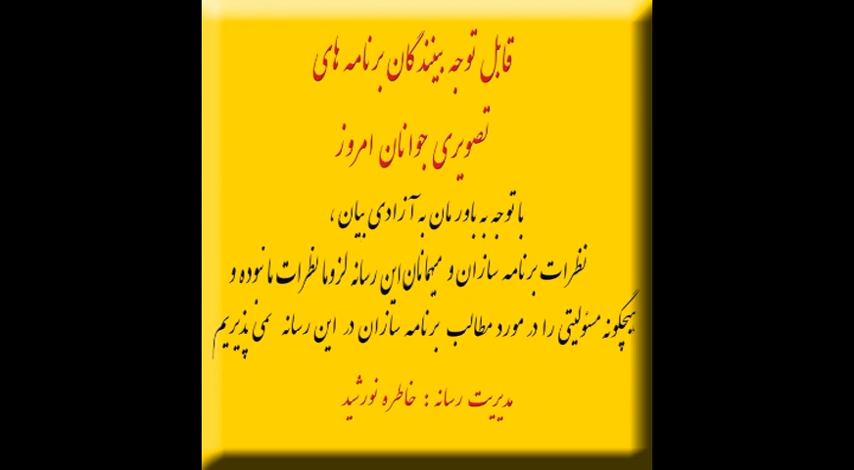 قابل توجه بینندگان برنامه های
تصویری جوانان امروز
با توجه به باور مان به آزادی بیان ،
نظرات برنامه سازان و میهمانان این رسانه لزوما نظرات ما نبوده و
هیچگونه مسئولیتی را در مورد مطالب برنامه سازان در این رسانه نمی پذیریم
مدیریت رسانه : خاطره نورشید